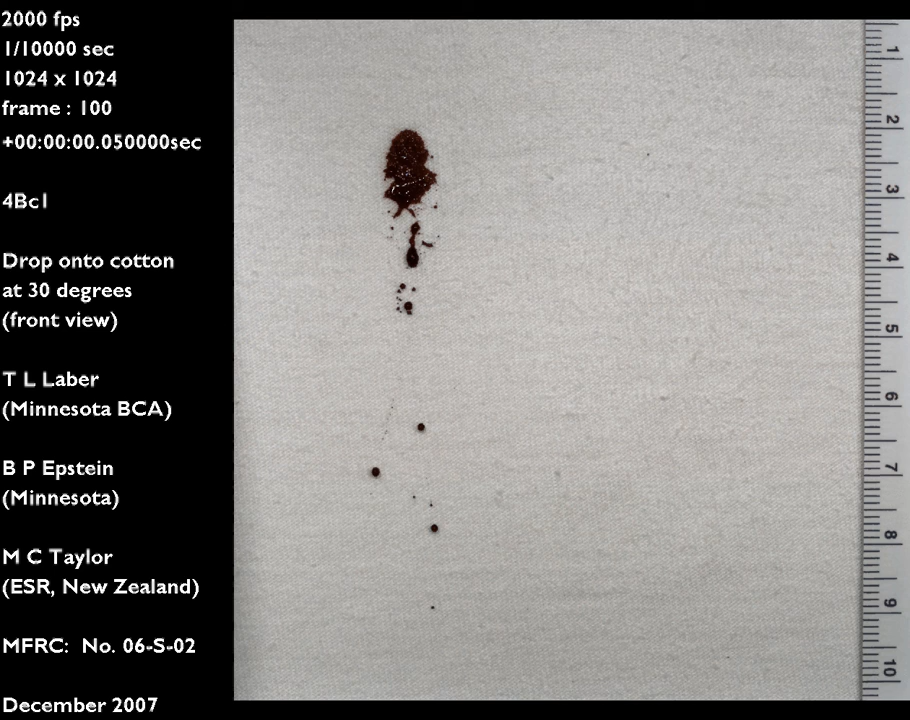 2000 fps
1/10000 sec
1024 x 1024
frame : 100
+00:00:00.050000sec
4Bc1
Drop onto cotton
at 30 degrees
(front view)
T L Laber
(Minnesota BCA)
B P Epstein
(Minnesota)
M C Taylor
(ESR, New Zealand)
MFRC: No. 06-S-02
December 2007
1
2
3
4
5
6
7
8
9
10